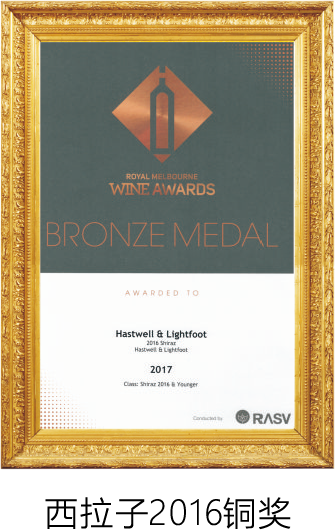 ROYAL MELBOURNE
WINE AWARDS
BRONZE MEDAL
AWARDED TO
Hastwell & Lightfoot
2016 Shiraz
Hastwell & Lightfoot
2017
Class: Shiraz 2016 & Younger
Conducted by RASV
西拉子2016铜奖